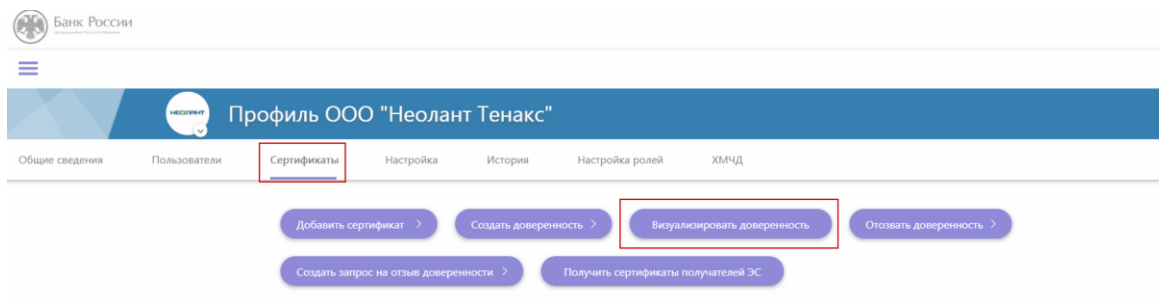 Банк России
НЕОЛАНТ
Профиль ООО "Неолант Тенакс"
Общие сведения Пользователи Сертификаты Настройка История Настройка ролей ХМЧД
Добавить сертификат > Создать доверенность > Визуализировать доверенность Отозвать доверенность >
Создать запрос на отзыв доверенности > Получить сертификаты получателей ЭС